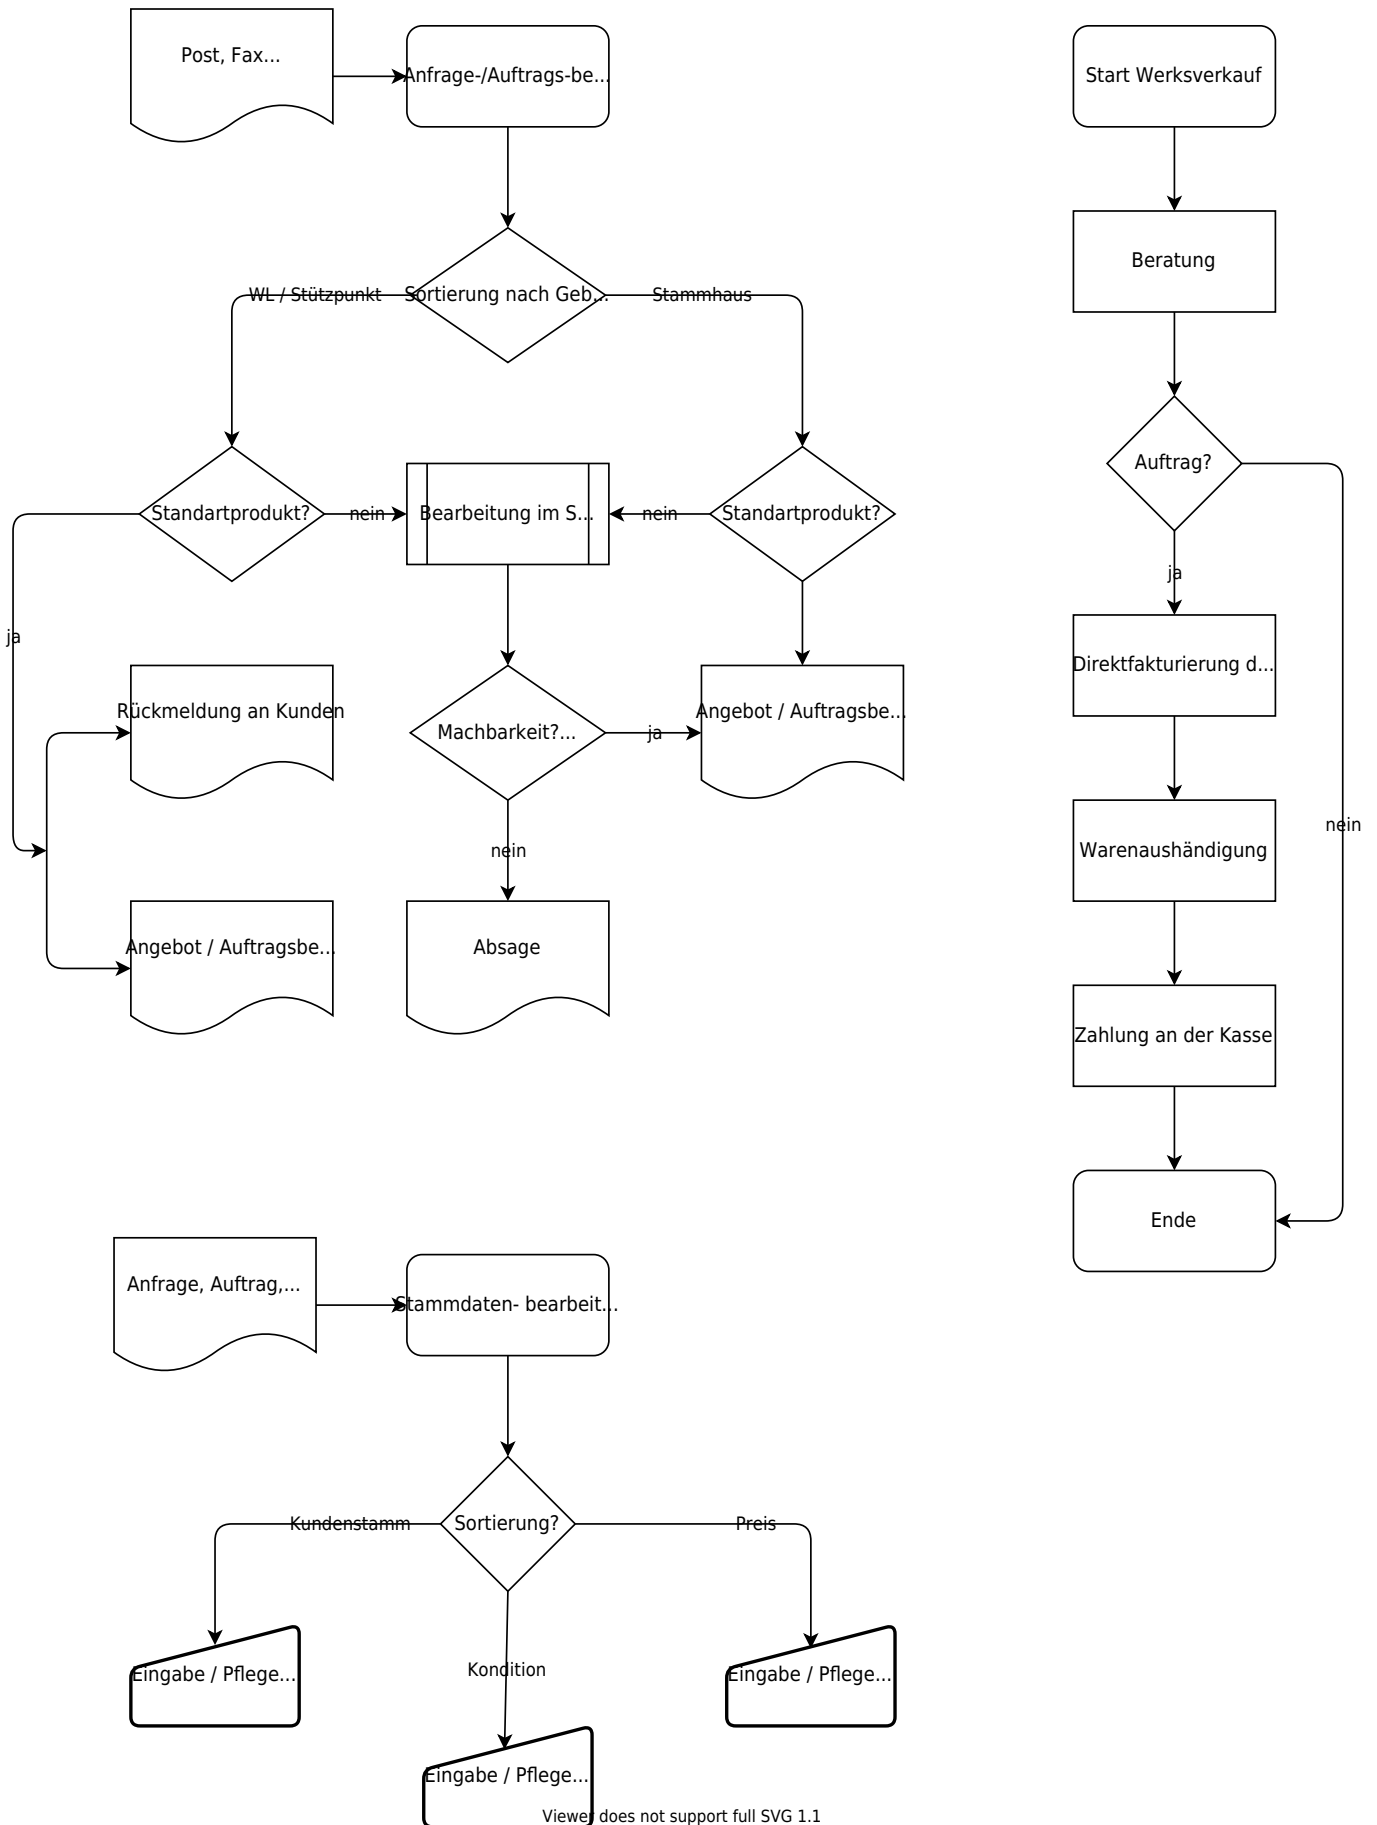 Post, Fax...
Anfrage-/Auftrags-be...
Start Werksverkauf
Beratung
WL / Stützpunkt
Sortierung nach Geb...
Stammhaus
Auftrag?
Standartprodukt?
nein
Bearbeitung im S...
nein
Standartprodukt?
ja
ja
Rückmeldung an Kunden
Machbarkeit?...
ja
Angebot / Auftragsbe...
Direktfakturierung d...
nein
nein
Warenaushändigung
Angebot / Auftragsbe...
Absage
Zahlung an der Kasse
Ende
Anfrage, Auftrag,...
Stammdaten- bearbeit...
Kundenstamm
Sortierung?
Preis
Eingabe / Pflege...
Kondition
Eingabe / Pflege...
Eingabe / Pflege...
Viewer does not support full SVG 1.1